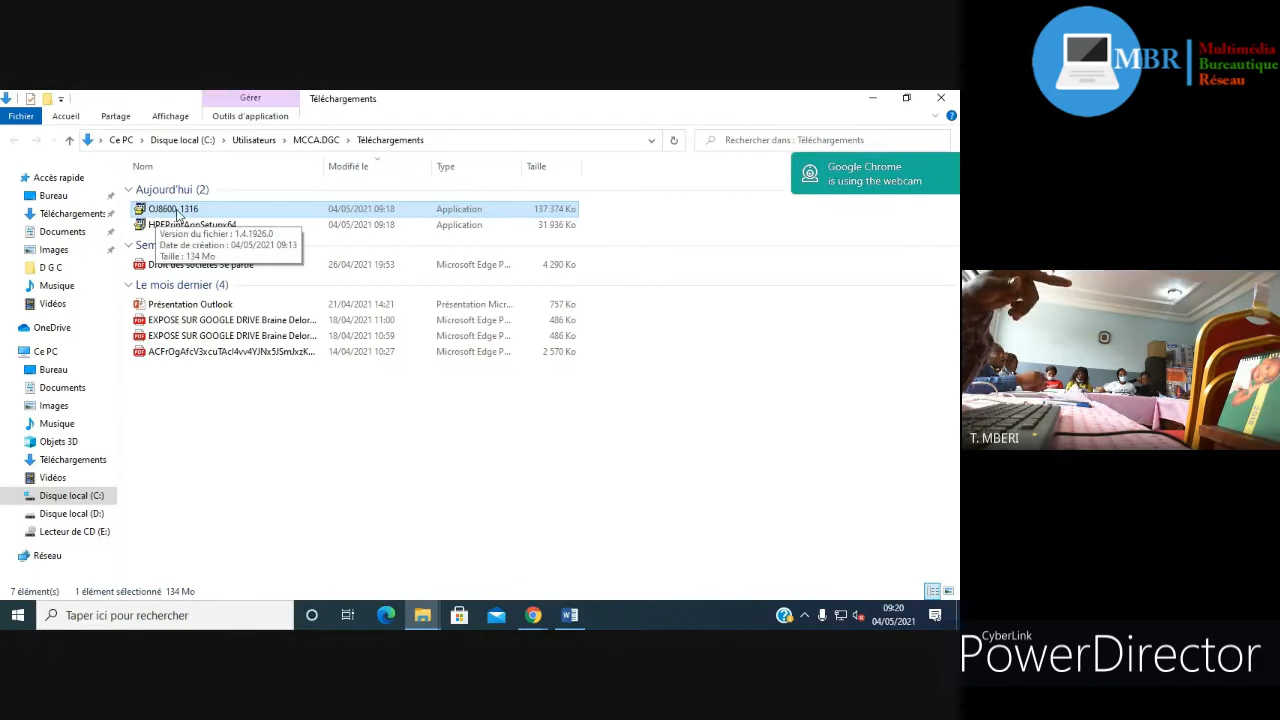 MBR
Multimédia
Bureautique
Réseau
Gérer
Téléchargements
Fichier
Accueil
Partage
Affichage
Outils d'application
Ce PC > Disque local (C:) > Utilisateurs > MCCA.DGC > Téléchargements
Rechercher dans : Téléchargements
Google Chrome
is using the webcam
Nom
Modifié le
Type
Taille
Aujourd'hui (2)
OJ8600_1316 04/05/2021 09:18 Application 137 374 Ko
04/05/2021 09:18 Application 31 936 Ko
Version du fichier : 1.4.1926.0
Date de création : 04/05/2021 09:13
Taille : 134 Mo
Sem
Droit des sociétés 3e partie 26/04/2021 19:53 Microsoft Edge P... 4 290 Ko
Le mois dernier (4)
Présentation Outlook 21/04/2021 14:21 Présentation Micr... 757 Ko
EXPOSE SUR GOOGLE DRIVE Braine Delor... 18/04/2021 11:00 Microsoft Edge P... 486 Ko
EXPOSE SUR GOOGLE DRIVE Braine Delor... 18/04/2021 10:59 Microsoft Edge P... 486 Ko
14/04/2021 10:27 Microsoft Edge P... 2 570 Ko
Accès rapide
Bureau
Téléchargements
Documents
Images
D G C
Musique
Vidéos
OneDrive
Ce PC
Bureau
Documents
Images
Musique
Objets 3D
Téléchargements
Vidéos
Disque local (C:)
Disque local (D:)
Lecteur de CD (E:)
Réseau
7 élément(s) 1 élément sélectionné 134 Mo
Taper ici pour rechercher
09:20
04/05/2021
T. MBERI
CyberLink
PowerDirector